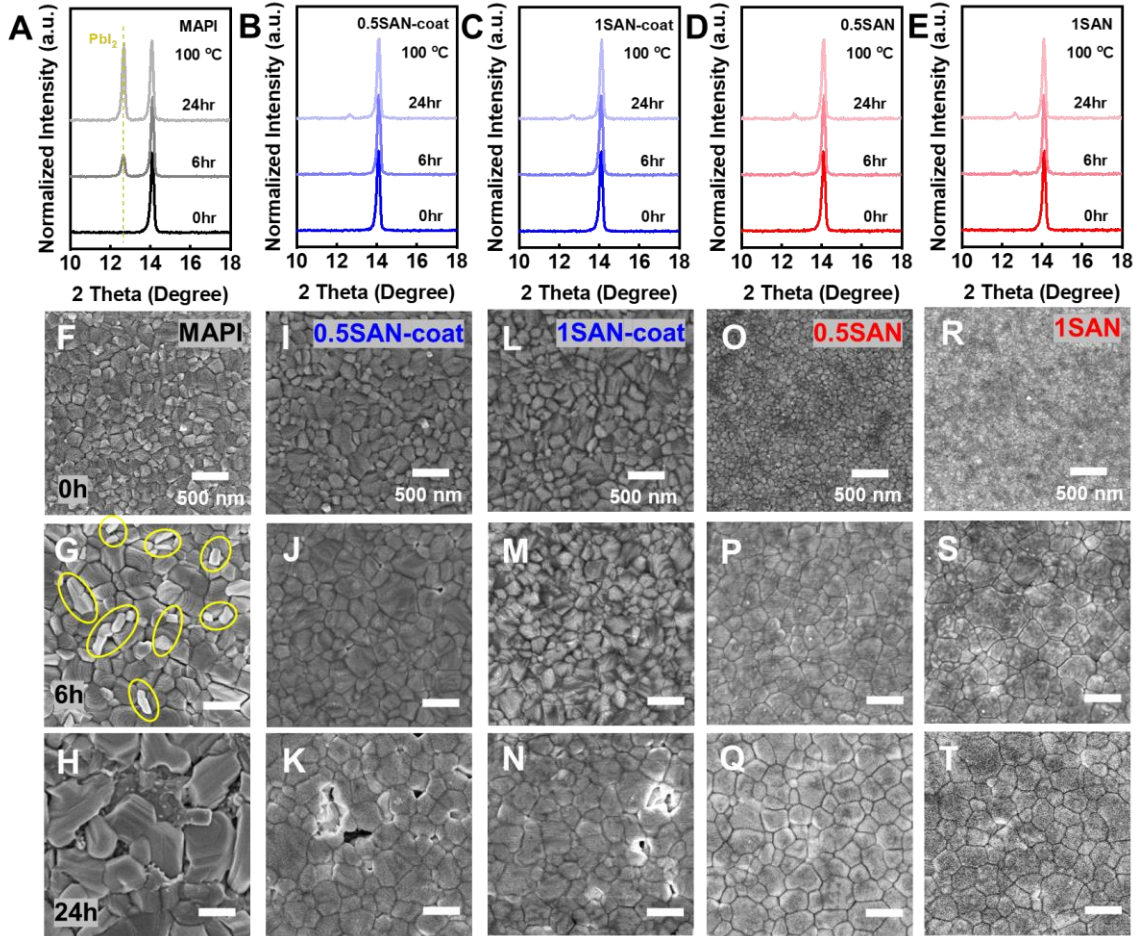 A
Normalized Intensity (a.u.)
PbI₂
MAPI
100 ºC
24hr
6hr
0hr
10 12 14 16 18
2 Theta (Degree)
B
Normalized Intensity (a.u.)
0.5SAN-coat
100 ºC
24hr
6hr
0hr
10 12 14 16 18
2 Theta (Degree)
C
Normalized Intensity (a.u.)
1SAN-coat
100 ºC
24hr
6hr
0hr
10 12 14 16 18
2 Theta (Degree)
D
Normalized Intensity (a.u.)
0.5SAN
100 ºC
24hr
6hr
0hr
10 12 14 16 18
2 Theta (Degree)
E
Normalized Intensity (a.u.)
1SAN
100 ºC
24hr
6hr
0hr
10 12 14 16 18
2 Theta (Degree)
F
MAPI
0h
500 nm
I
0.5SAN-coat
500 nm
L
1SAN-coat
500 nm
O
0.5SAN
500 nm
R
1SAN
500 nm
G
6h
J
M
P
S
H
24h
K
N
Q
T